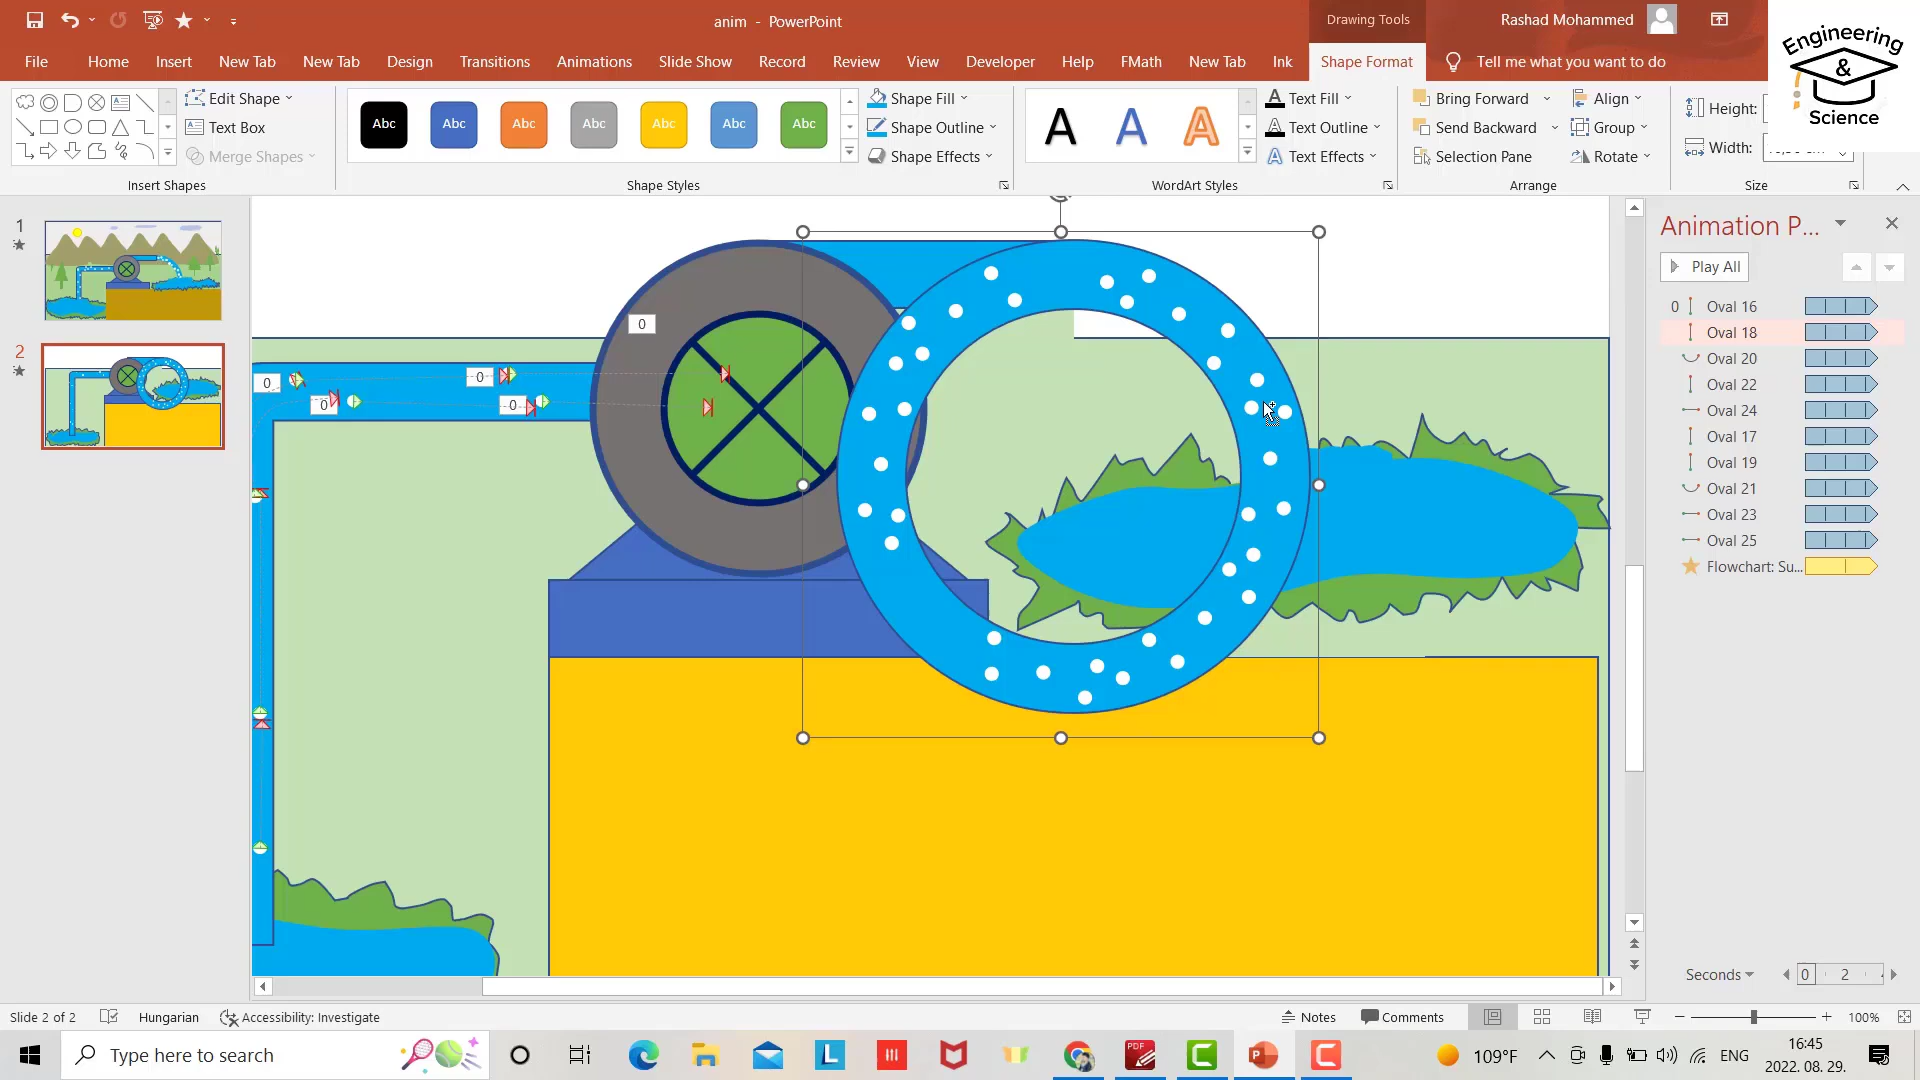 anim - PowerPoint
Drawing Tools
Rashad Mohammed
File Home Insert New Tab New Tab Design Transitions Animations Slide Show Record Review View Developer Help FMath New Tab Ink Shape Format Tell me what you want to do
Engineering
&
Science
Edit Shape
Text Box
Merge Shapes
Insert Shapes
Abc Abc Abc Abc Abc Abc Abc
Shape Fill
Shape Outline
Shape Effects
Shape Styles
A A A
Text Fill
Text Outline
Text Effects
WordArt Styles
Bring Forward
Send Backward
Selection Pane
Align
Group
Rotate
Arrange
Height:
Width:
Size
1
2
0
0
0
0
0
Animation P...
Play All
0 Oval 16
Oval 18
Oval 20
Oval 22
Oval 24
Oval 17
Oval 19
Oval 21
Oval 23
Oval 25
Flowchart: Su...
Seconds 0 2
Slide 2 of 2 Hungarian Accessibility: Investigate Notes Comments 100%
Type here to search
109°F ENG
16:45
2022. 08. 29.